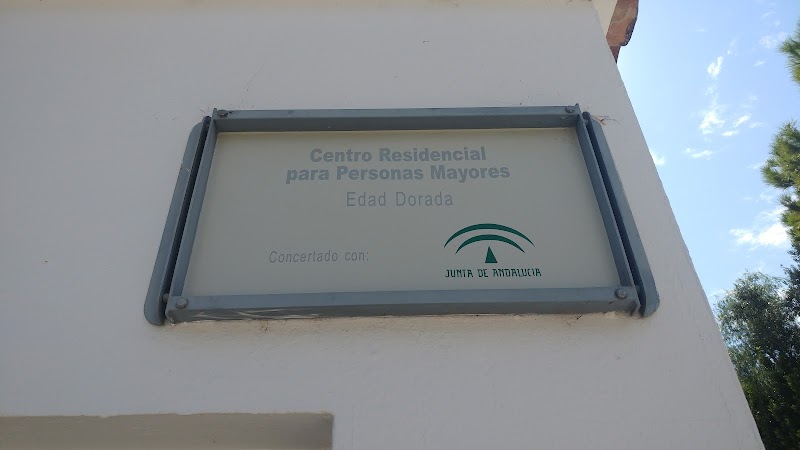 Centro Residencial
para Personas Mayores
Edad Dorada
Concertado con:
JUNTA DE ANDALUCIA